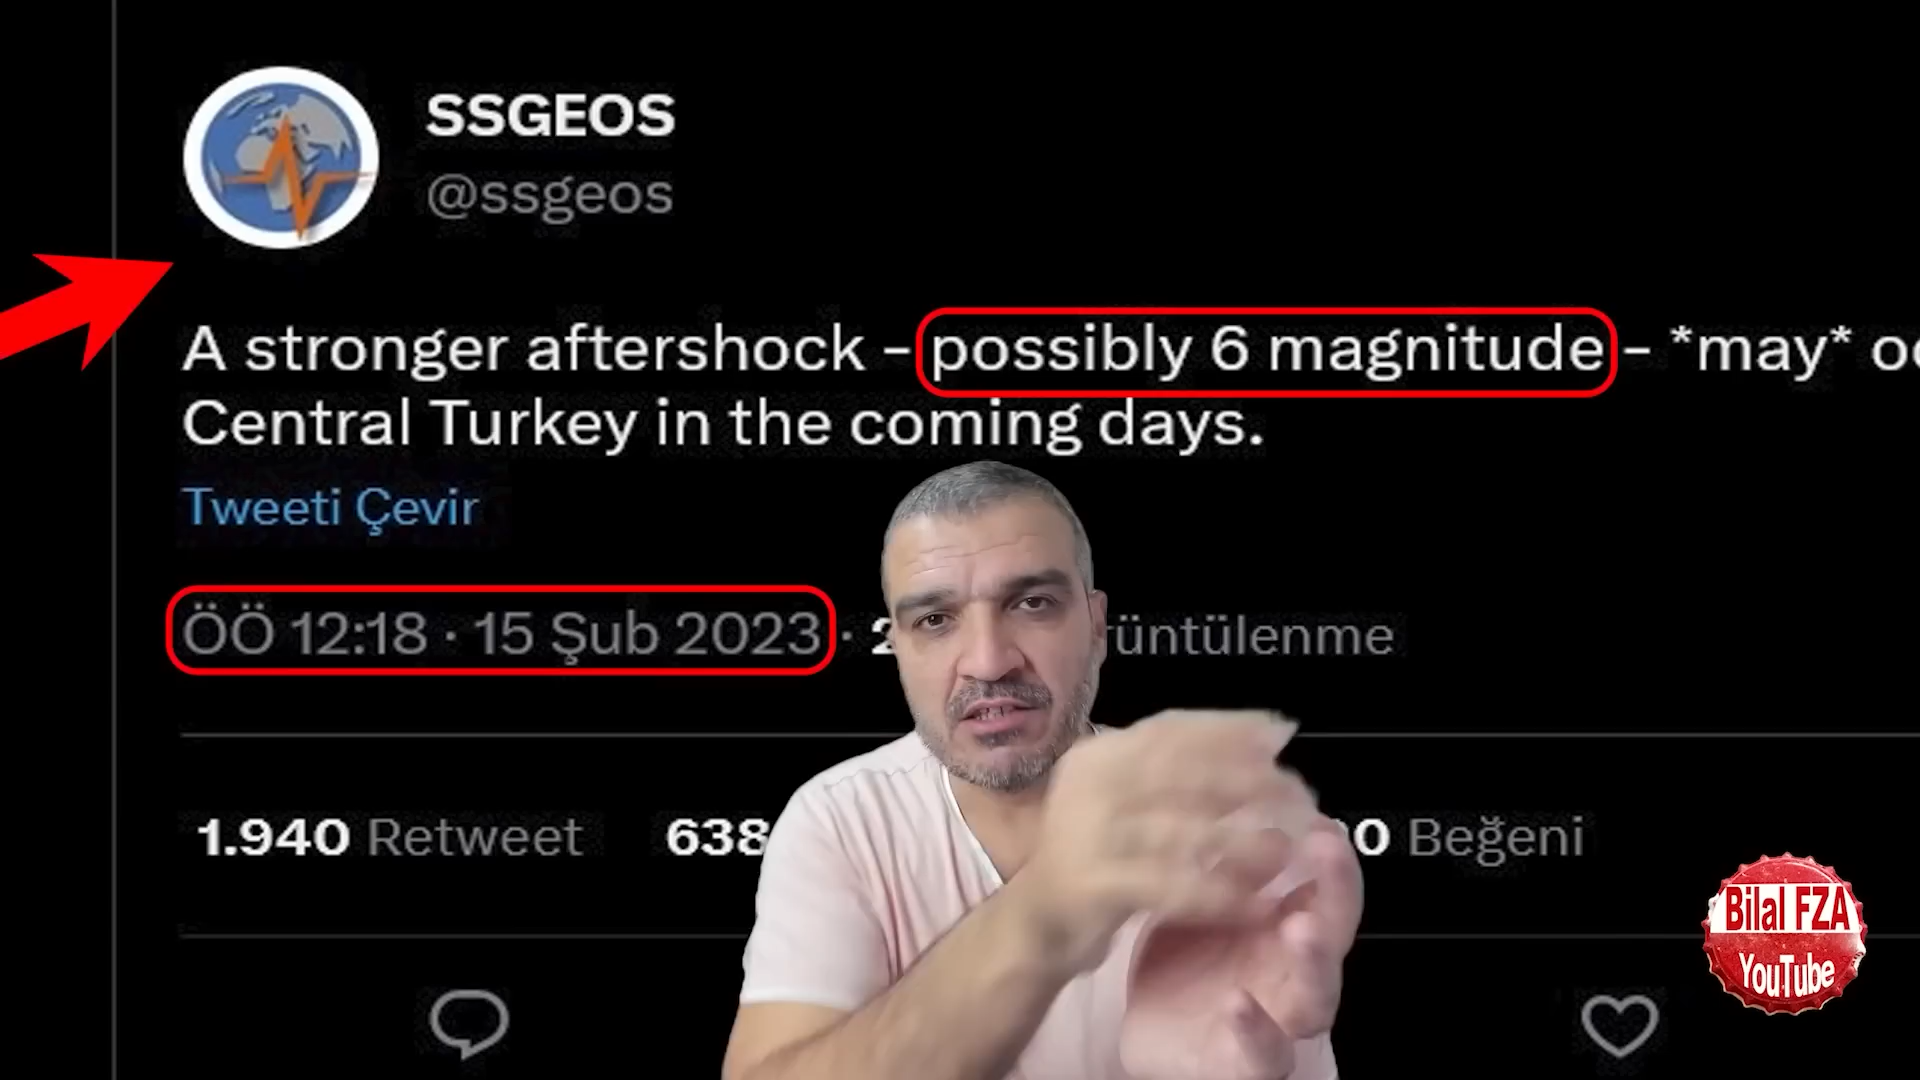 SSGEOS
@ssgeos
A stronger aftershock – possibly 6 magnitude – *may*
Central Turkey in the coming days.
Tweeti Çevir
ÖÖ 12:18 · 15 Şub 2023 ·
1.940 Retweet 638 Beğeni
Bilal FZA
YouTube